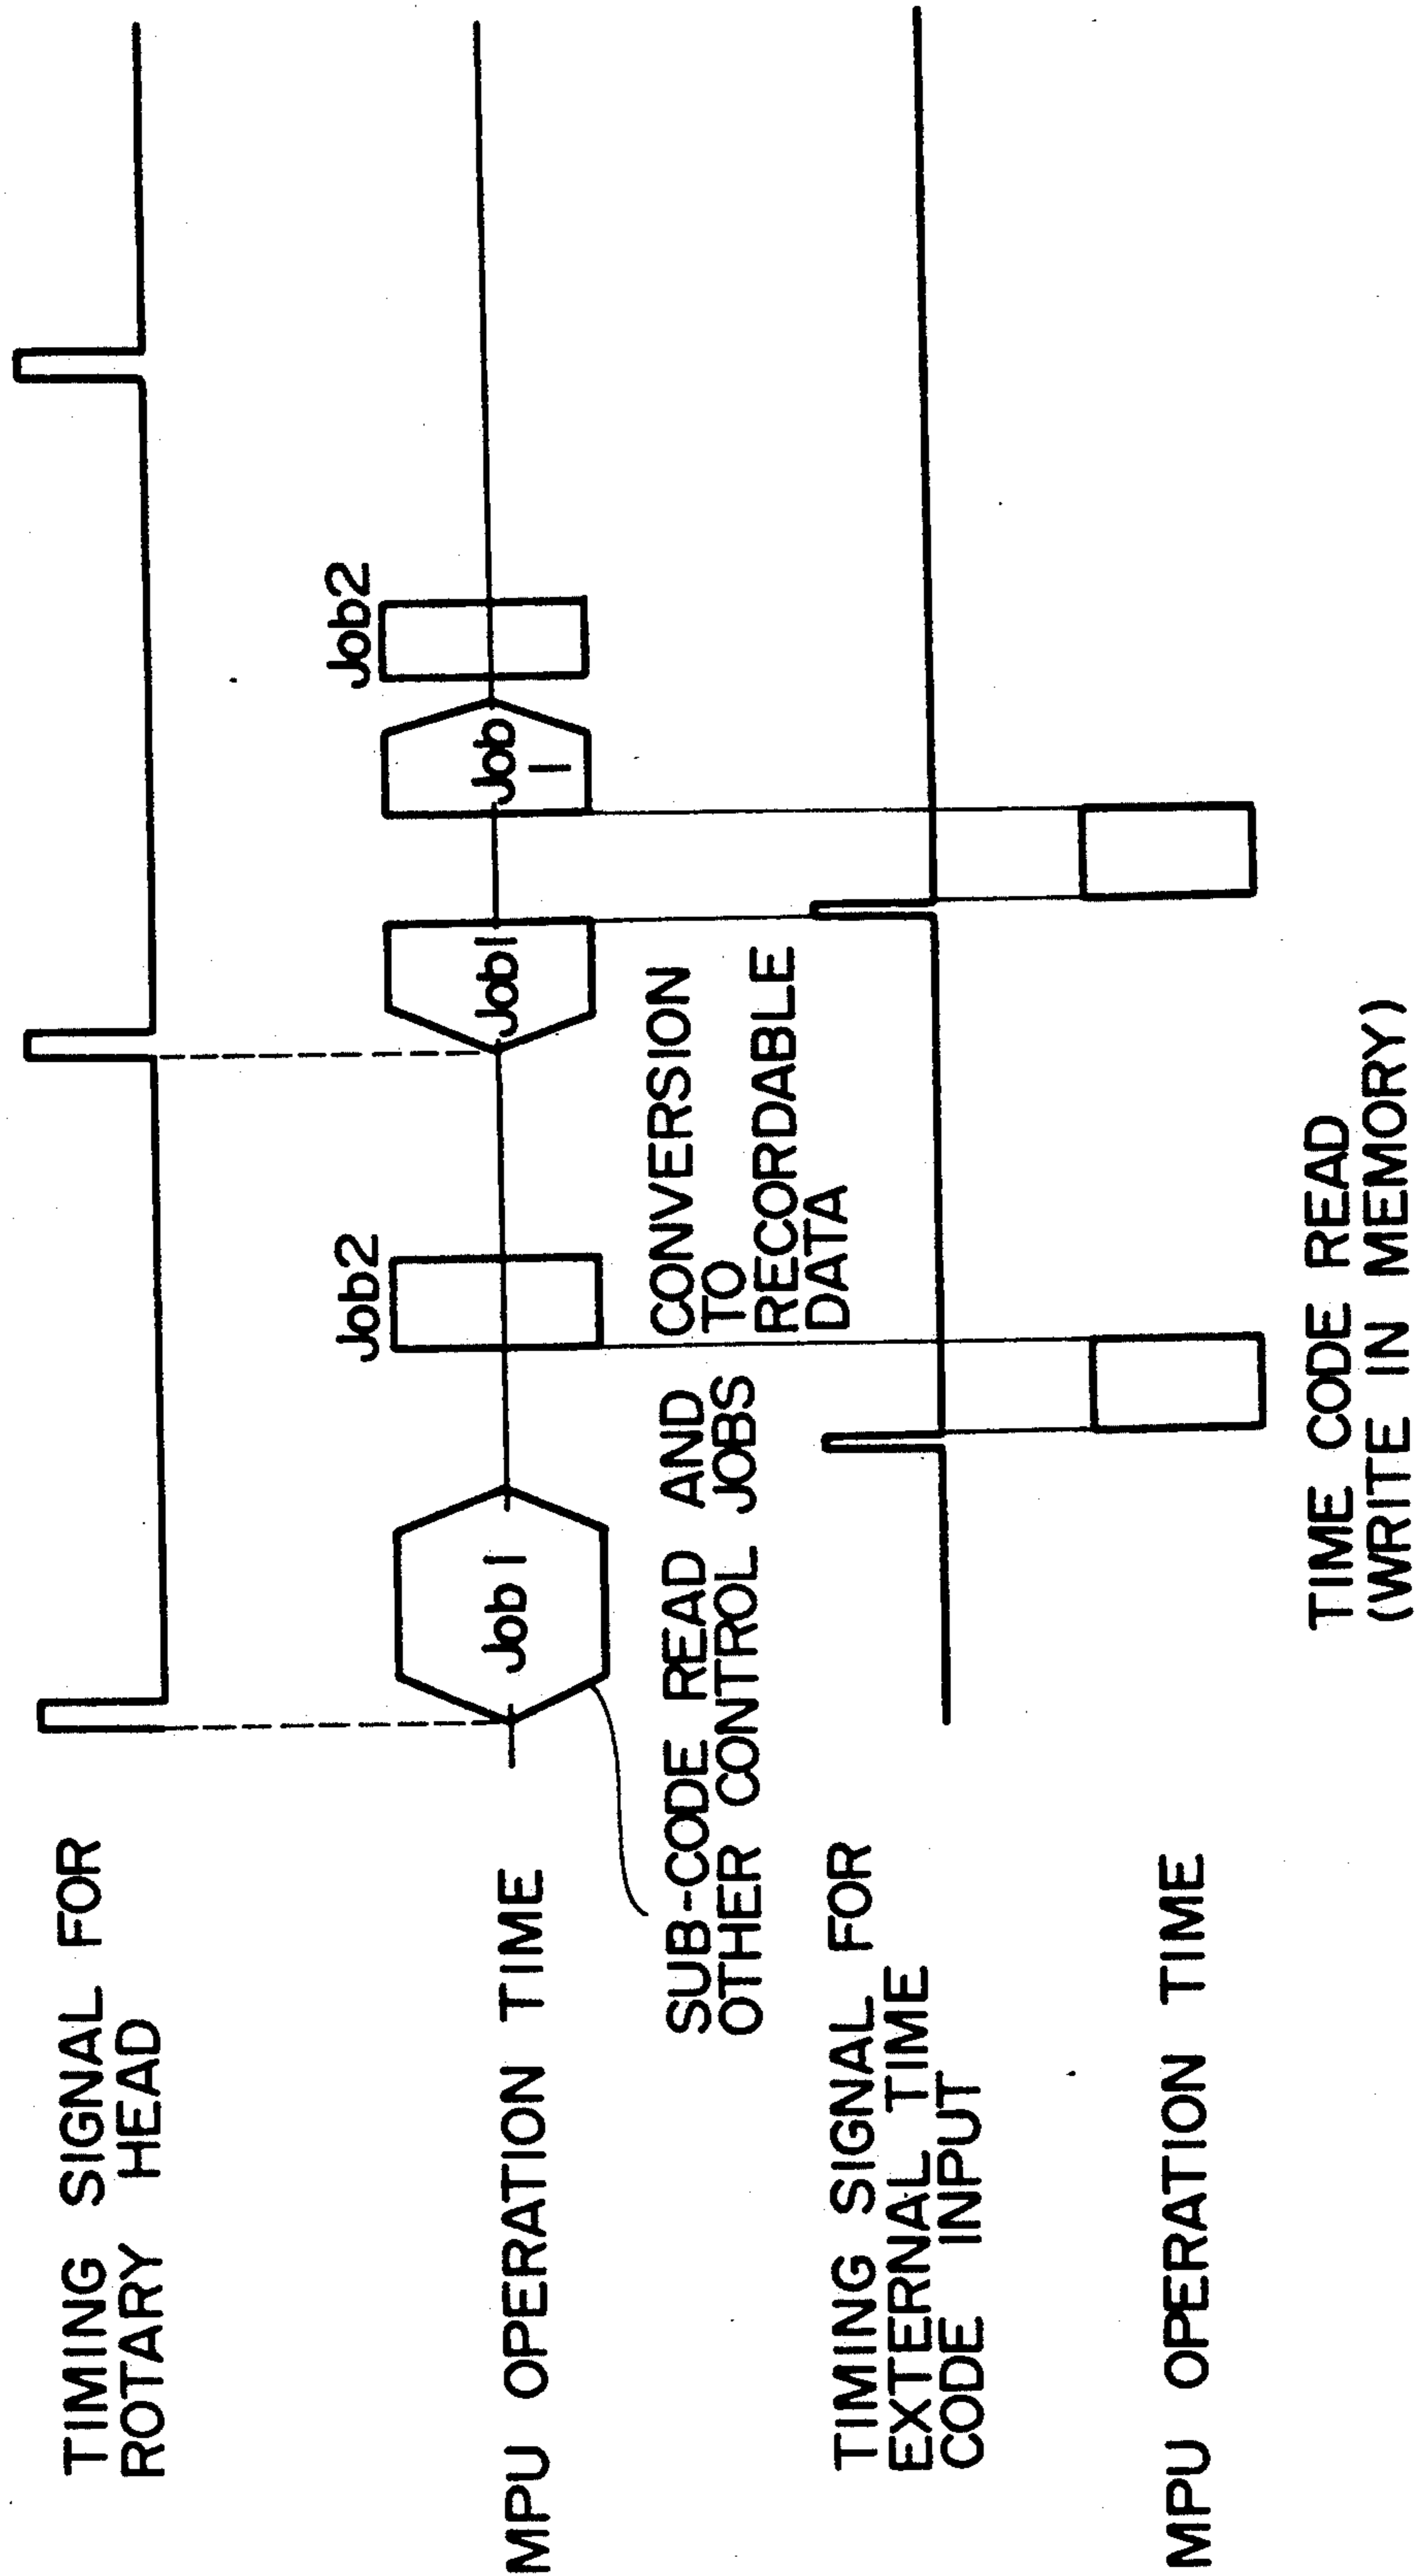 TIMING SIGNAL FOR
ROTARY HEAD
MPU OPERATION TIME
Job 1
Job2
Job1
Job
1
Job2
SUB-CODE READ AND
OTHER CONTROL JOBS
CONVERSION
TO
RECORDABLE
DATA
TIMING SIGNAL FOR
EXTERNAL TIME
CODE INPUT
MPU OPERATION TIME
TIME CODE READ
(WRITE IN MEMORY)